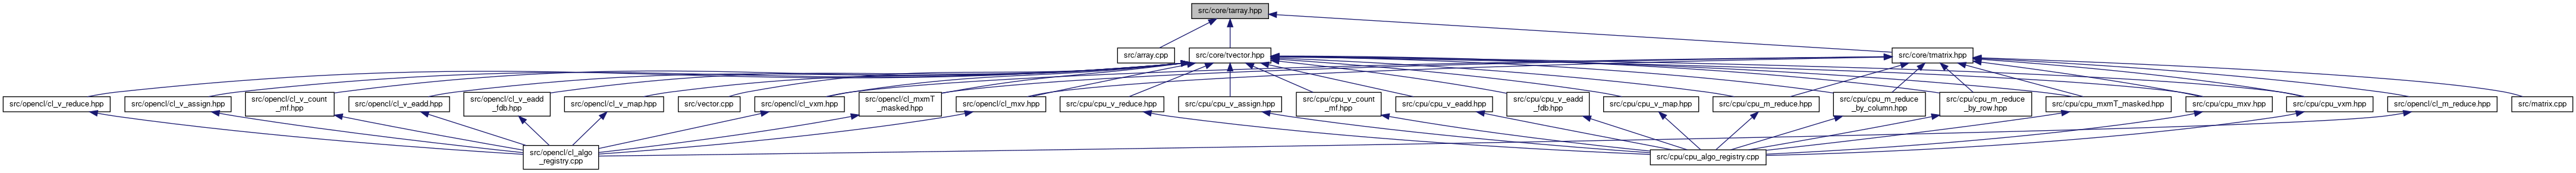 src/core/tarray.hpp
src/array.cpp
src/core/tvector.hpp
src/core/tmatrix.hpp
src/opencl/cl_v_reduce.hpp
src/opencl/cl_v_assign.hpp
src/opencl/cl_v_count
_mf.hpp
src/opencl/cl_v_eadd.hpp
src/opencl/cl_v_eadd
_fdb.hpp
src/opencl/cl_v_map.hpp
src/vector.cpp
src/opencl/cl_vxm.hpp
src/opencl/cl_mxmT
_masked.hpp
src/opencl/cl_mxv.hpp
src/cpu/cpu_v_reduce.hpp
src/cpu/cpu_v_assign.hpp
src/cpu/cpu_v_count
_mf.hpp
src/cpu/cpu_v_eadd.hpp
src/cpu/cpu_v_eadd
_fdb.hpp
src/cpu/cpu_v_map.hpp
src/cpu/cpu_m_reduce.hpp
src/cpu/cpu_m_reduce
_by_column.hpp
src/cpu/cpu_m_reduce
_by_row.hpp
src/cpu/cpu_mxmT_masked.hpp
src/cpu/cpu_mxv.hpp
src/cpu/cpu_vxm.hpp
src/opencl/cl_m_reduce.hpp
src/matrix.cpp
src/opencl/cl_algo
_registry.cpp
src/cpu/cpu_algo_registry.cpp